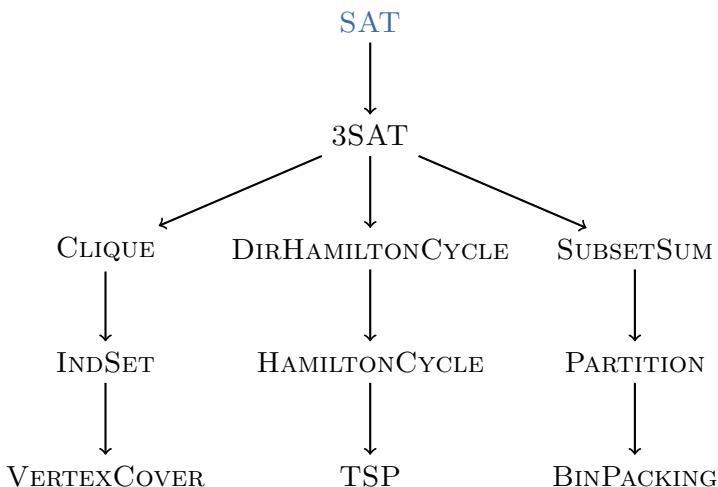 SAT
3SAT
CLIQUE DIRHAMILTONCYCLE SUBSETSUM
INDSET HAMILTONCYCLE PARTITION
VERTEXCOVER TSP BINPACKING